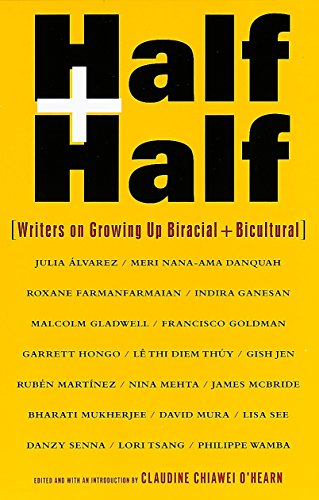 Half
+
Half
[Writers on Growing Up Biracial + Bicultural]
JULIA ÁLVAREZ / MERI NANA-AMA DANQUAH
ROXANE FARMANFARMAIAN / INDIRA GANESAN
MALCOLM GLADWELL / FRANCISCO GOLDMAN
GARRETT HONGO / LÊ THI DIEM THÚY / GISH JEN
RUBÉN MARTÍNEZ / NINA MEHTA / JAMES MCBRIDE
BHARATI MUKHERJEE / DAVID MURA / LISA SEE
DANZY SENNA / LORI TSANG / PHILIPPE WAMBA
EDITED AND WITH AN INTRODUCTION BY CLAUDINE CHIAWEI O'HEARN